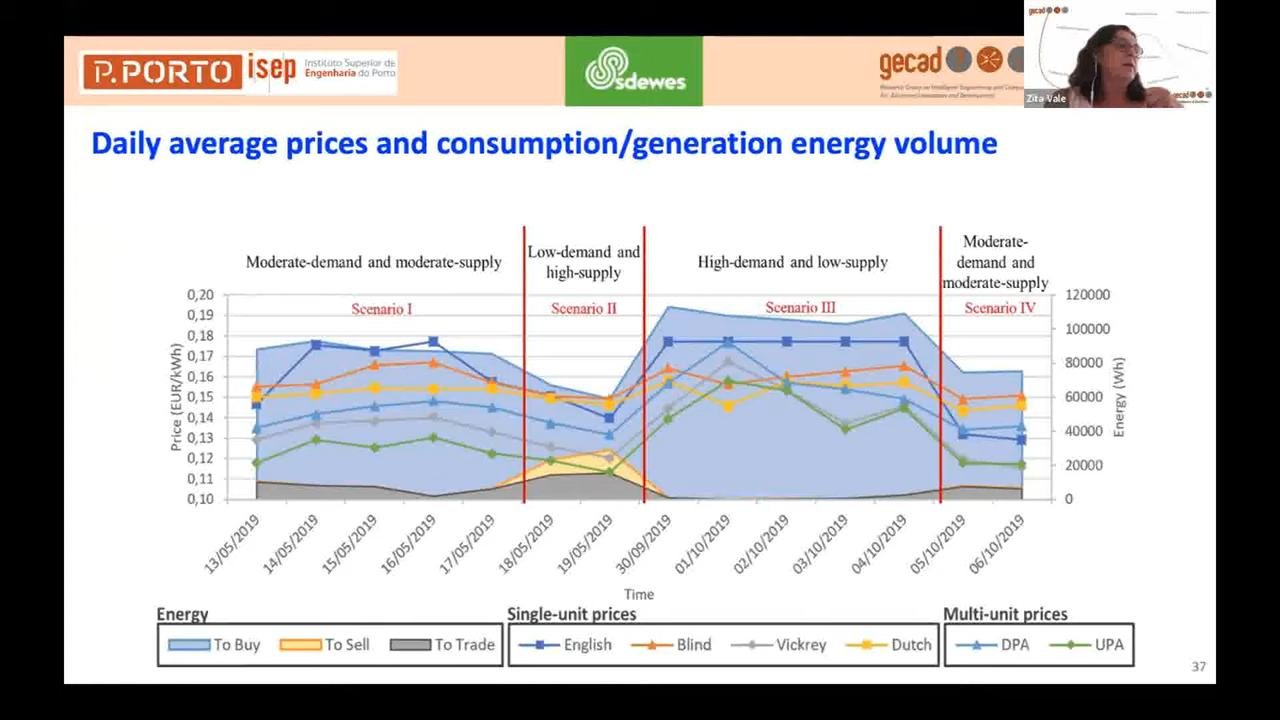 gecad
P.PORTO
isep
Instituto Superior de
Engenharia do Porto
sdewes
gecad
Zita Vale
gecad
Daily average prices and consumption/generation energy volume
Moderate-demand and moderate-supply
Low-demand and
high-supply
High-demand and low-supply
Moderate-
demand and
moderate-supply
Scenario I
Scenario II
Scenario III
Scenario IV
Price (EUR/kWh)
0,20
0,19
0,18
0,17
0,16
0,15
0,14
0,13
0,12
0,11
0,10
120000
100000
80000
60000
40000
20000
0
Energy (Wh)
13/05/2019
14/05/2019
15/05/2019
16/05/2019
17/05/2019
18/05/2019
19/05/2019
30/09/2019
01/10/2019
02/10/2019
03/10/2019
04/10/2019
05/10/2019
06/10/2019
Time
Energy
To Buy
To Sell
To Trade
Single-unit prices
English
Blind
Vickrey
Dutch
Multi-unit prices
DPA
UPA
37